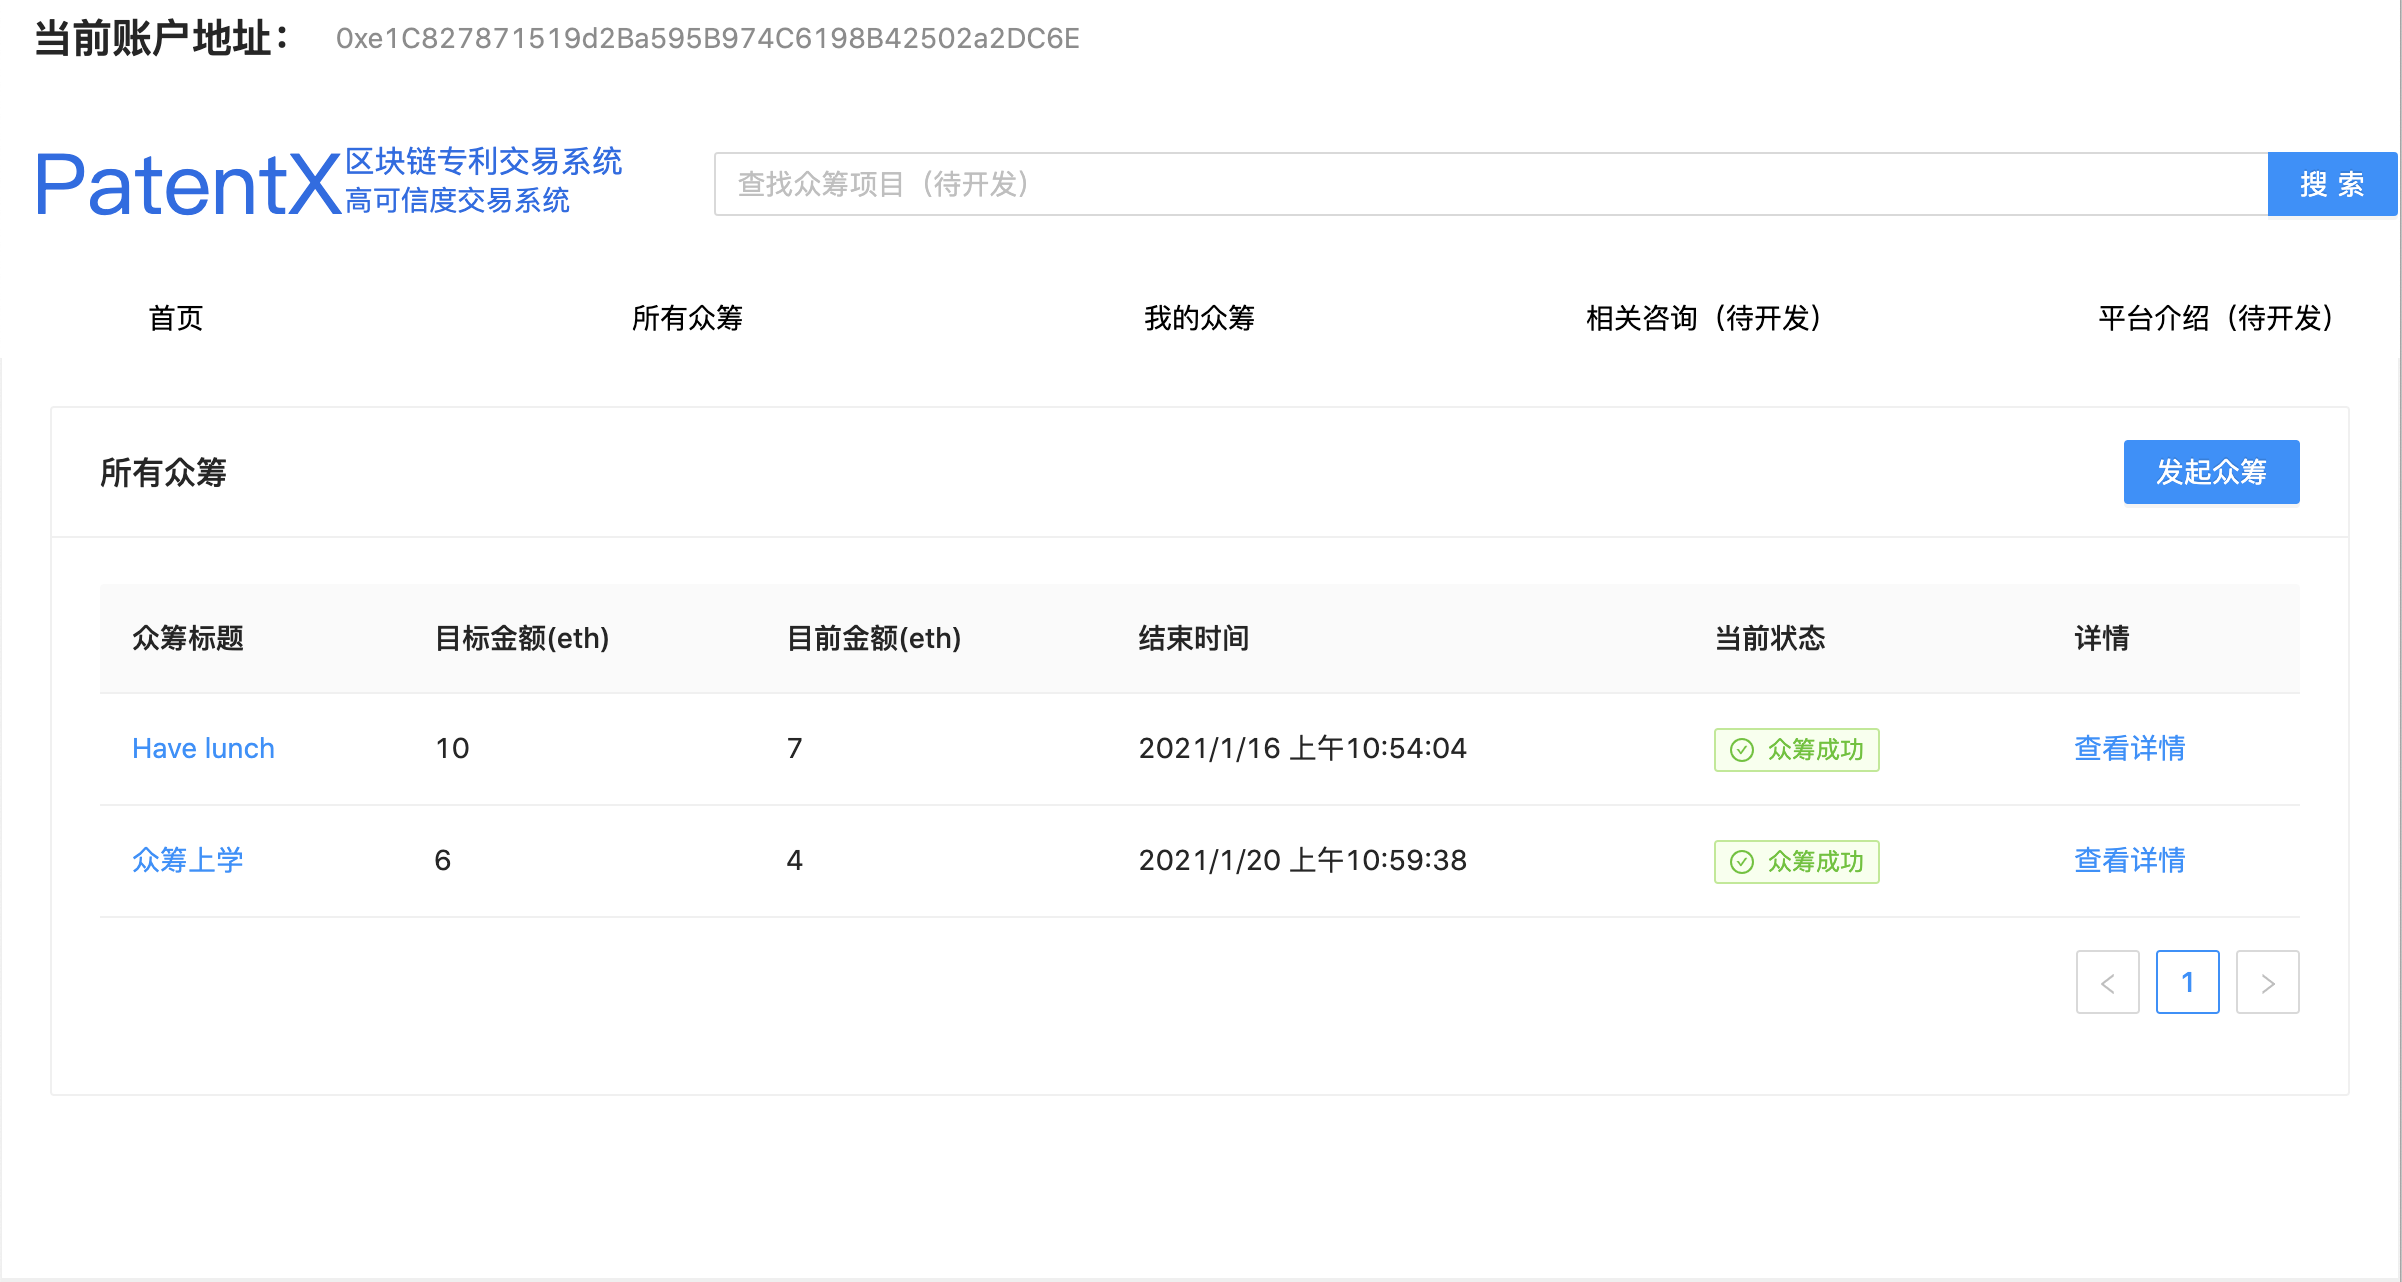 当前账户地址： 0xe1C827871519d2Ba595B974C6198B42502a2DC6E
PatentX
区块链专利交易系统
高可信度交易系统
查找众筹项目（待开发） 搜 索
首页 所有众筹 我的众筹 相关咨询（待开发） 平台介绍（待开发）
所有众筹 发起众筹
众筹标题 目标金额(eth) 目前金额(eth) 结束时间 当前状态 详情
Have lunch 10 7 2021/1/16 上午10:54:04 众筹成功 查看详情
众筹上学 6 4 2021/1/20 上午10:59:38 众筹成功 查看详情
< 1 >